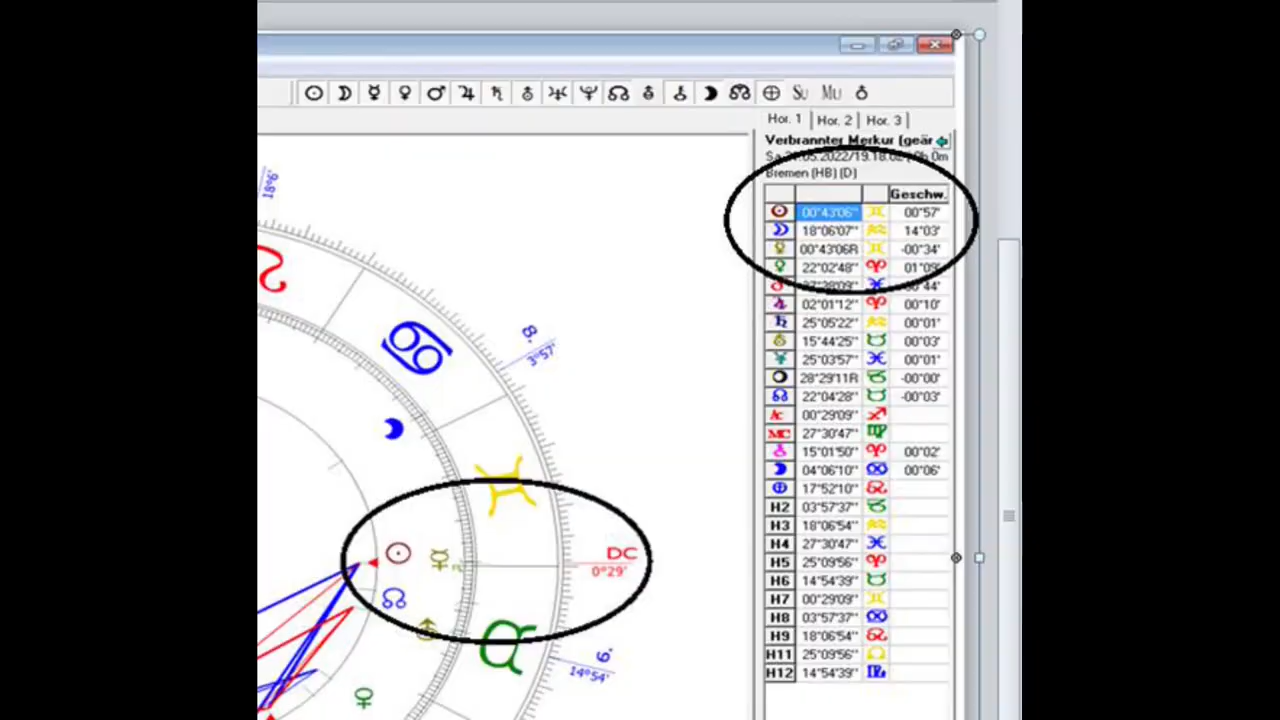 Su Mu
Hor. 1 Hor. 2 Hor. 3
Verbrannter Merkur (geär
Bremen (HB) (D)
Geschw.
00°43'06" 00°57'
18°06'07" 14°03'
00°43'06R -00°34'
22°02'48" 01°09'
02°01'12" 00°10'
25°05'22" 00°01'
15°44'25" 00°03'
25°03'57" 00°01'
28°29'11R -00°00'
22°04'28" -00°03'
AC 00°29'09"
MC 27°30'47"
15°01'50" 00°02'
04°06'10" 00°06'
17°52'10"
H2 03°57'37"
H3 18°06'54"
H4 27°30'47"
H5 25°09'56"
H6 14°54'39"
H7 00°29'09"
H8 03°57'37"
H9 18°06'54"
H11 25°09'56"
H12 14°54'39"
18°6'
8.
3°57'
DC
0°29'
6.
14°54'